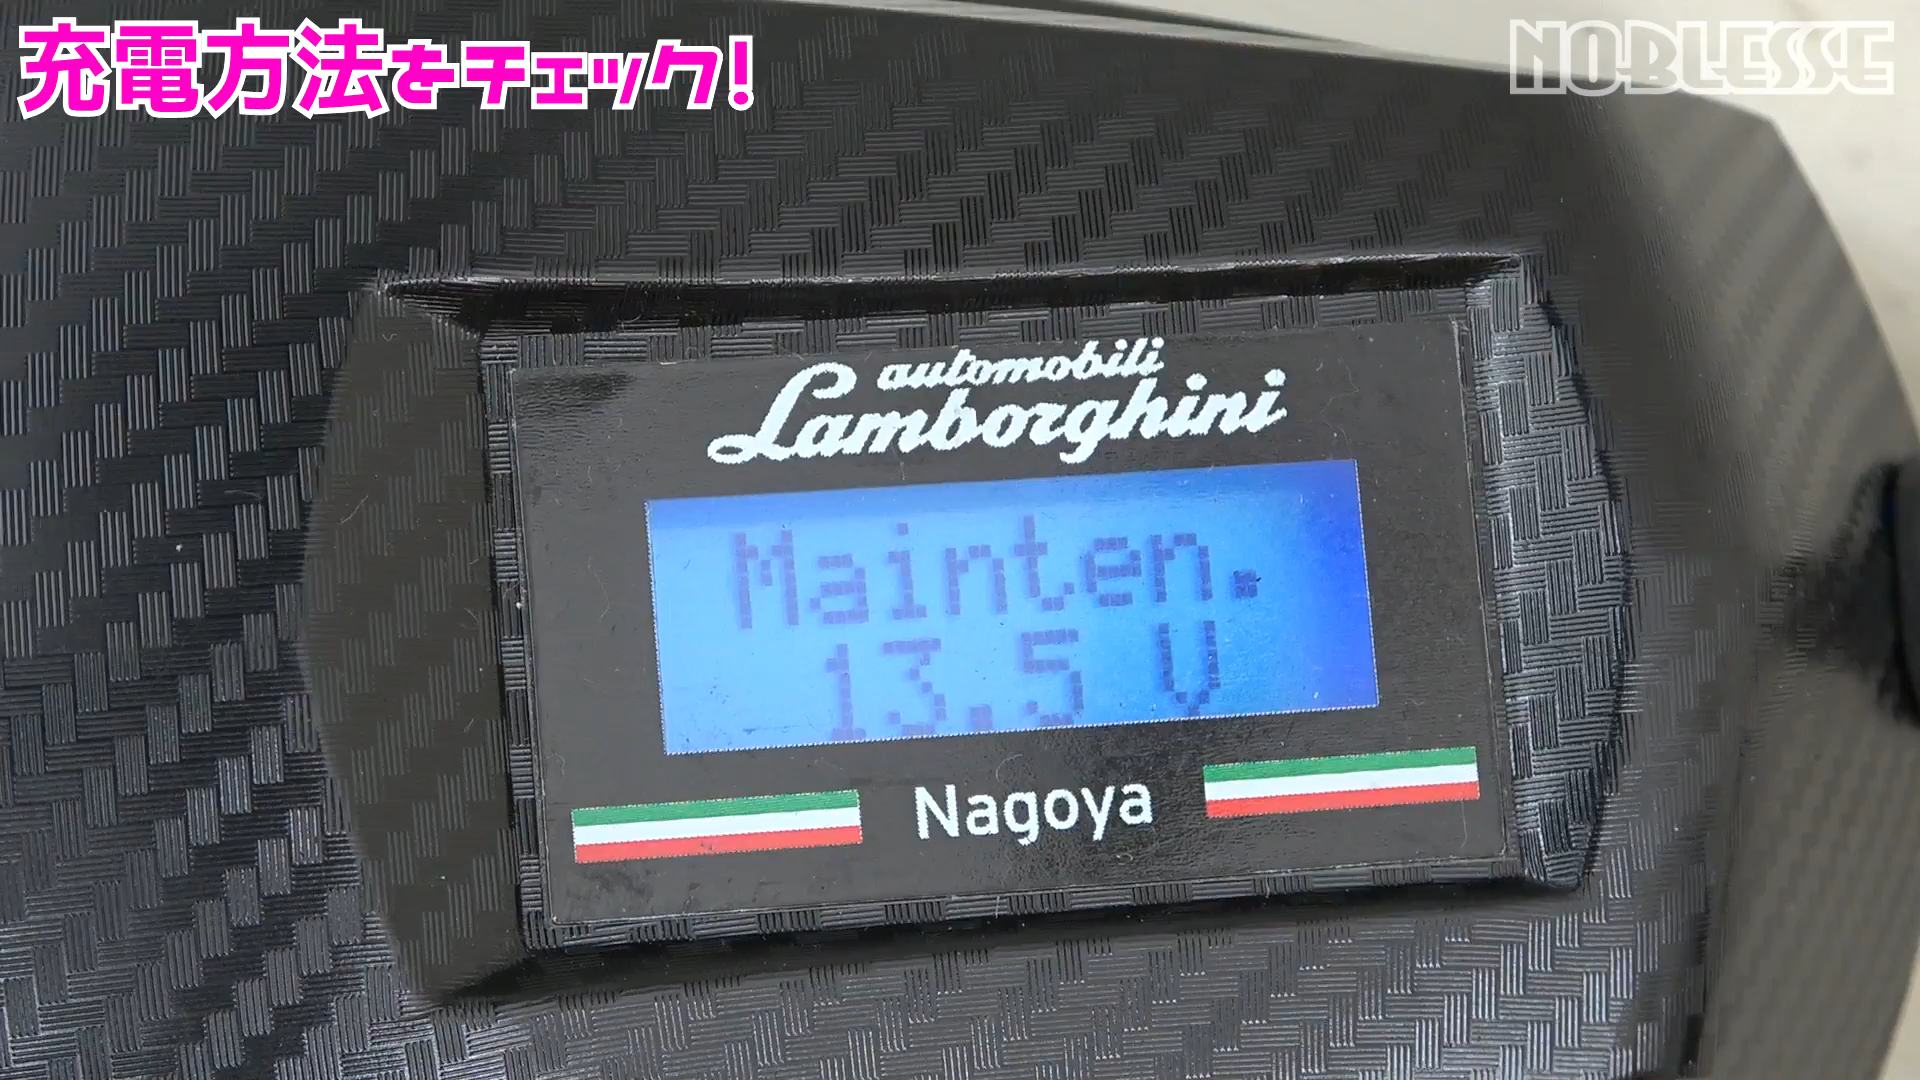 充電方法をチェック!
NOBLESSE
automobili
Lamborghini
Mainten.
13.5 V
Nagoya